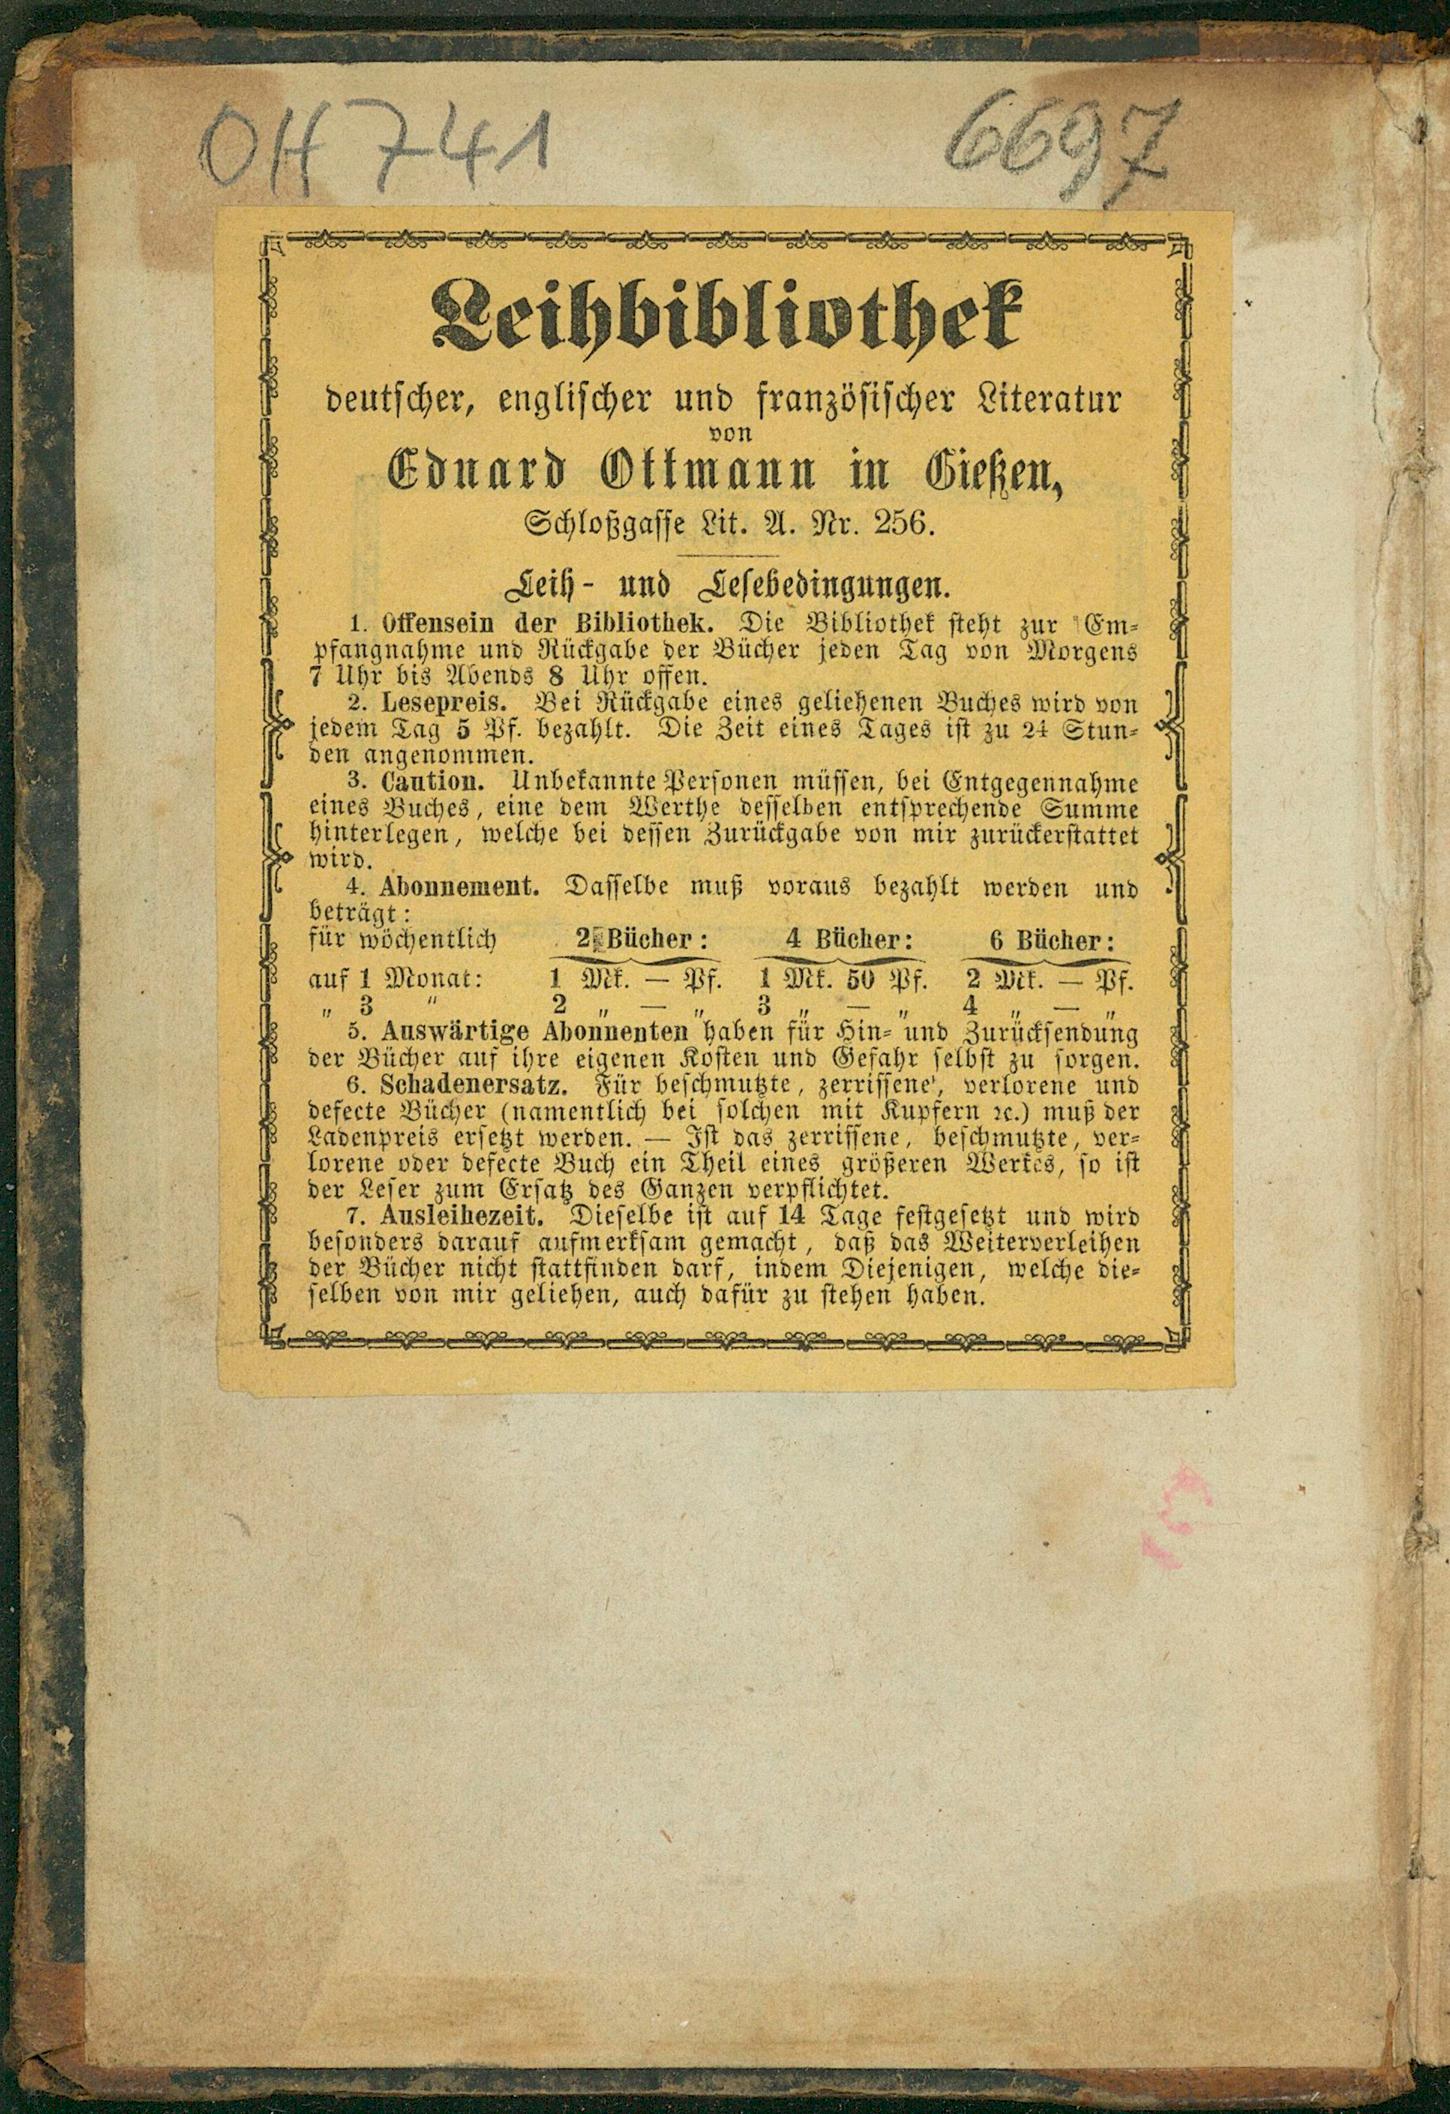 OH 741
6697
Leihbibliothek
deutscher, englischer und französischer Literatur
von
Eduard Ottmann in Gießen,
Schloßgasse Lit. A. Nr. 256.
Leih- und Lesebedingungen.
1. Offensein der Bibliothek. Die Bibliothek steht zur Em-
pfangnahme und Rückgabe der Bücher jeden Tag von Morgens
7 Uhr bis Abends 8 Uhr offen.
2. Lesepreis. Bei Rückgabe eines geliehenen Buches wird von
jedem Tag 5 Pf. bezahlt. Die Zeit eines Tages ist zu 24 Stun-
den angenommen.
3. Caution. Unbekannte Personen müssen, bei Entgegennahme
eines Buches, eine dem Werthe desselben entsprechende Summe
hinterlegen, welche bei dessen Zurückgabe von mir zurückerstattet
wird.
4. Abonnement. Dasselbe muß voraus bezahlt werden und
beträgt:
für wöchentlich 2 Bücher: 4 Bücher: 6 Bücher:
auf 1 Monat: 1 Mk. — Pf. 1 Mk. 50 Pf. 2 Mk. — Pf.
„ 3 " 2 „ — „ 3 „ — „ 4 „ — „
5. Auswärtige Abonnenten haben für Hin- und Zurücksendung
der Bücher auf ihre eigenen Kosten und Gefahr selbst zu sorgen.
6. Schadenersatz. Für beschmutzte, zerrissene, verlorene und
defecte Bücher (namentlich bei solchen mit Kupfern ꝛc.) muß der
Ladenpreis ersetzt werden. — Ist das zerrissene, beschmutzte, ver-
lorene oder defecte Buch ein Theil eines größeren Werkes, so ist
der Leser zum Ersatz des Ganzen verpflichtet.
7. Ausleihezeit. Dieselbe ist auf 14 Tage festgesetzt und wird
besonders darauf aufmerksam gemacht, daß das Weiterverleihen
der Bücher nicht stattfinden darf, indem Diejenigen, welche die-
selben von mir geliehen, auch dafür zu stehen haben.